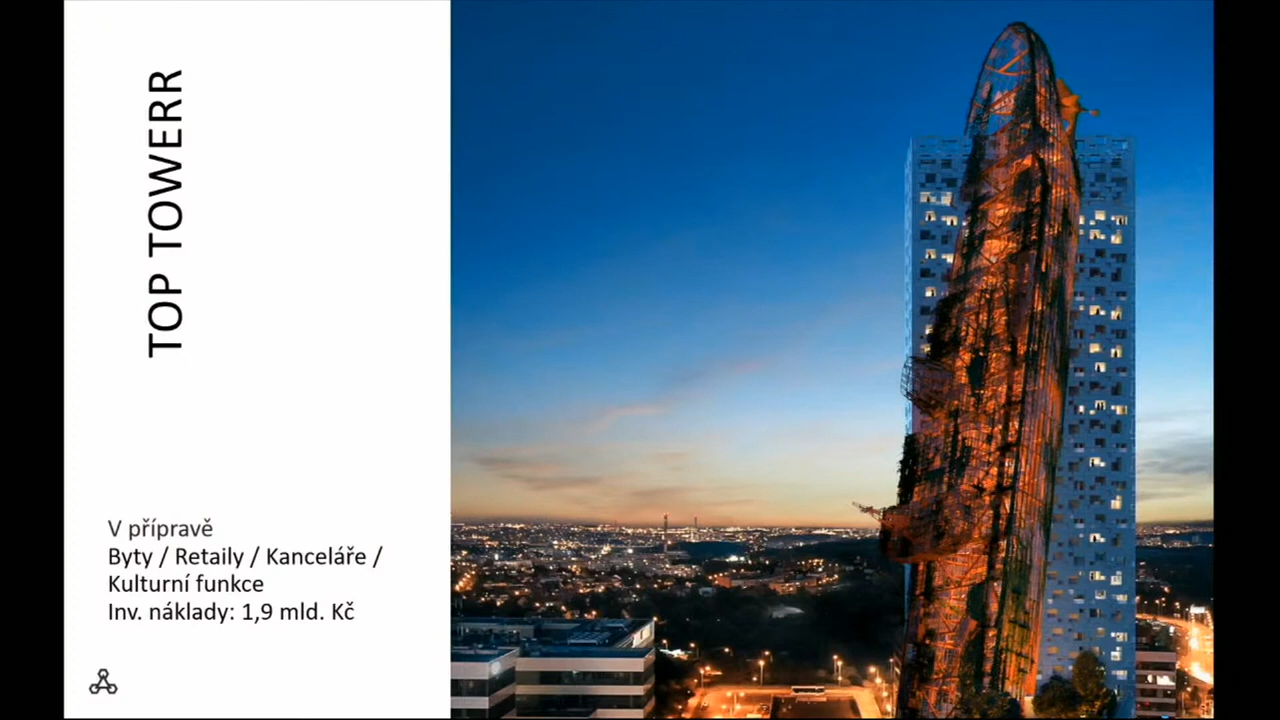 TOP TOWERR
V přípravě
Byty / Retaily / Kanceláře /
Kulturní funkce
Inv. náklady: 1,9 mld. Kč